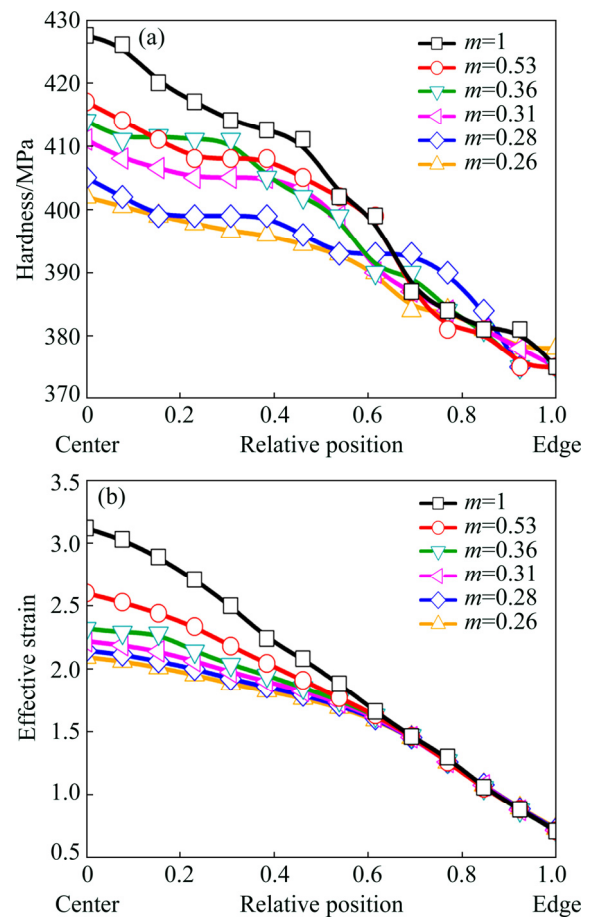 430
(a)
m=1
m=0.53
m=0.36
m=0.31
m=0.28
m=0.26
420
410
400
390
380
370
Hardness/MPa
0 0.2 0.4 0.6 0.8 1.0
Center Relative position Edge
3.5
(b)
m=1
m=0.53
m=0.36
m=0.31
m=0.28
m=0.26
3.0
2.5
2.0
1.5
1.0
0.5
Effective strain
0 0.2 0.4 0.6 0.8 1.0
Center Relative position Edge